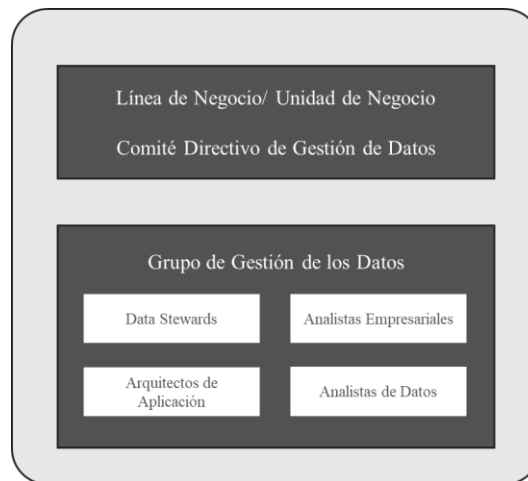 Línea de Negocio/ Unidad de Negocio
Comité Directivo de Gestión de Datos
Grupo de Gestión de los Datos
Data Stewards
Analistas Empresariales
Arquitectos de
Aplicación
Analistas de Datos